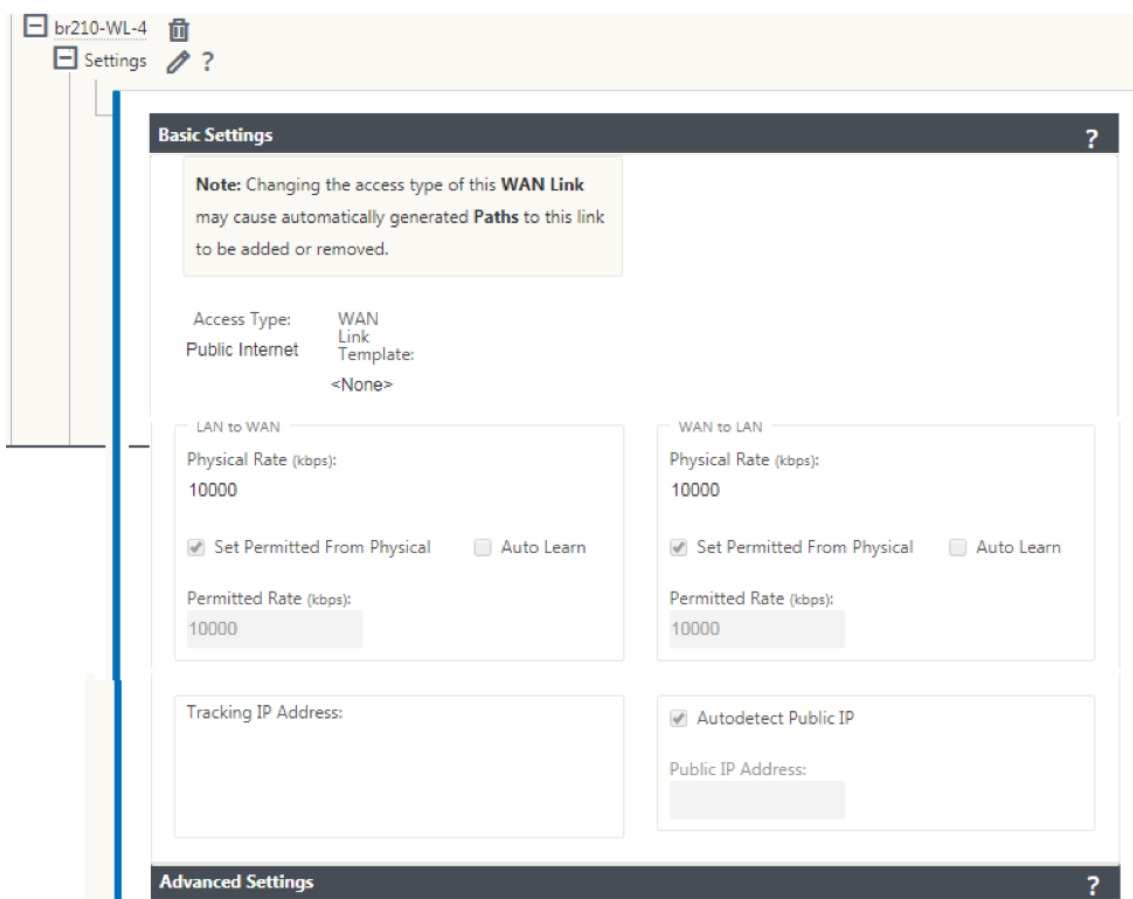 br210-WL-4
Settings ?
Basic Settings ?
Note: Changing the access type of this WAN Link
may cause automatically generated Paths to this link
to be added or removed.
Access Type:
Public Internet
WAN
Link
Template:
<None>
LAN to WAN
Physical Rate (kbps):
10000
Set Permitted From Physical Auto Learn
Permitted Rate (kbps):
10000
WAN to LAN
Physical Rate (kbps):
10000
Set Permitted From Physical Auto Learn
Permitted Rate (kbps):
10000
Tracking IP Address:
Autodetect Public IP
Public IP Address:
Advanced Settings ?